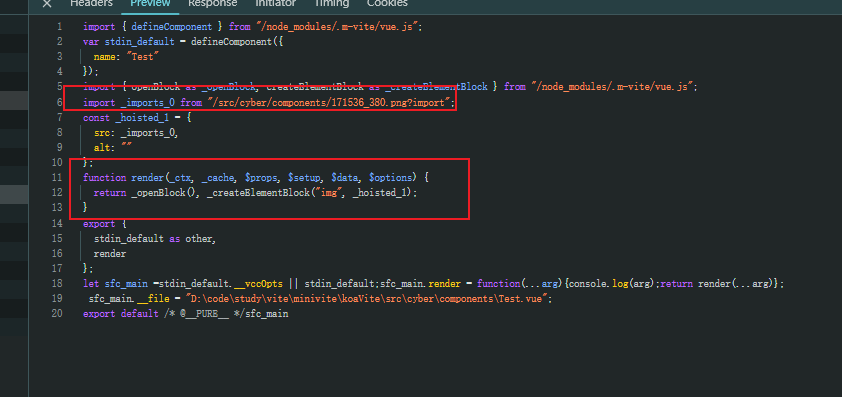 Headers Preview Response Initiator Timing Cookies
1 import { defineComponent } from "/node_modules/.m-vite/vue.js";
2 var stdin_default = defineComponent({
3 name: "Test"
4 });
5 import { openBlock as _openBlock, createElementBlock as _createElementBlock } from "/node_modules/.m-vite/vue.js";
6 import _imports_0 from "/src/cyber/components/171536_380.png?import";
7 const _hoisted_1 = {
8 src: _imports_0,
9 alt: ""
10 };
11 function render(_ctx, _cache, $props, $setup, $data, $options) {
12 return _openBlock(), _createElementBlock("img", _hoisted_1);
13 }
14 export {
15 stdin_default as other,
16 render
17 };
18 let sfc_main =stdin_default.__vccOpts || stdin_default;sfc_main.render = function(...arg){console.log(arg);return render(...arg)};
19 sfc_main.__file = "D:\code\study\vite\minivite\koaVite\src\cyber\components\Test.vue";
20 export default /* @__PURE__ */sfc_main